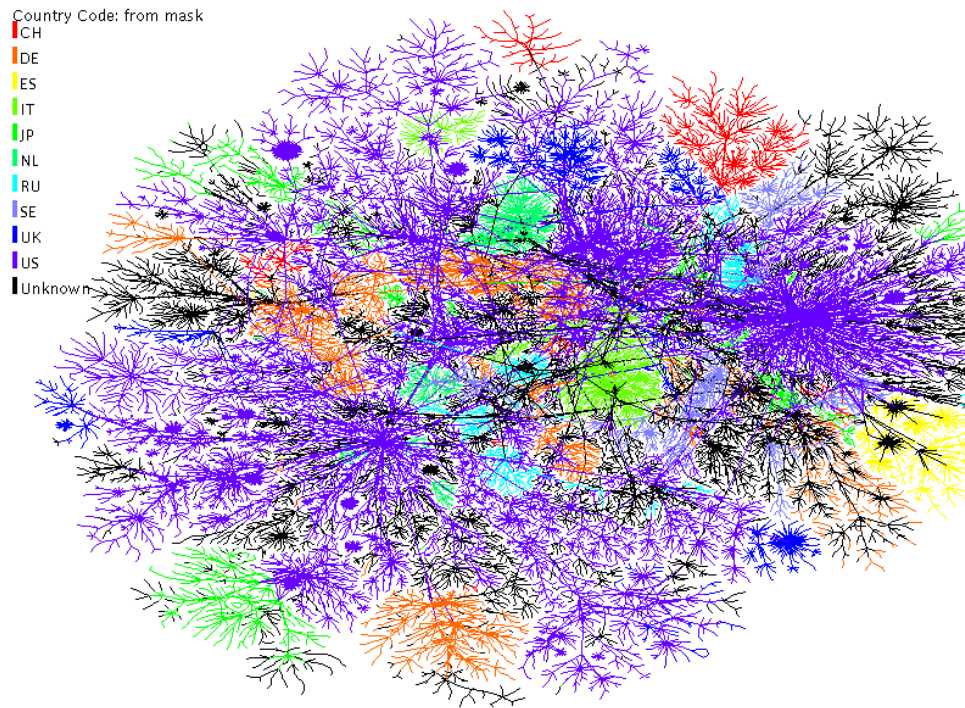 Country Code: from mask
CH
DE
ES
IT
JP
NL
RU
SE
UK
US
Unknown